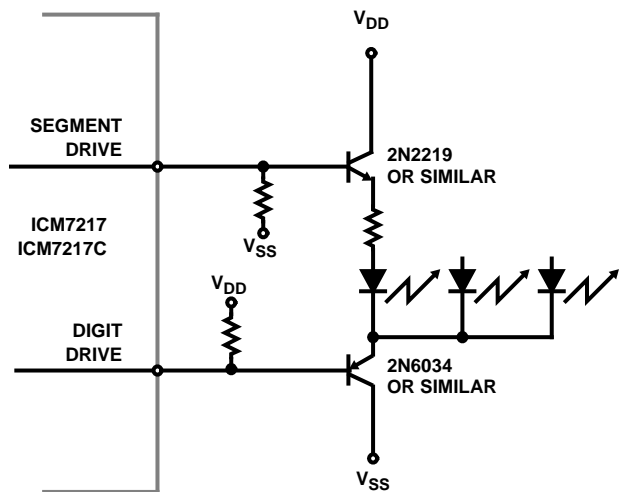 VDD
SEGMENT
DRIVE
2N2219
OR SIMILAR
ICM7217
ICM7217C
VSS
VDD
DIGIT
DRIVE
2N6034
OR SIMILAR
VSS